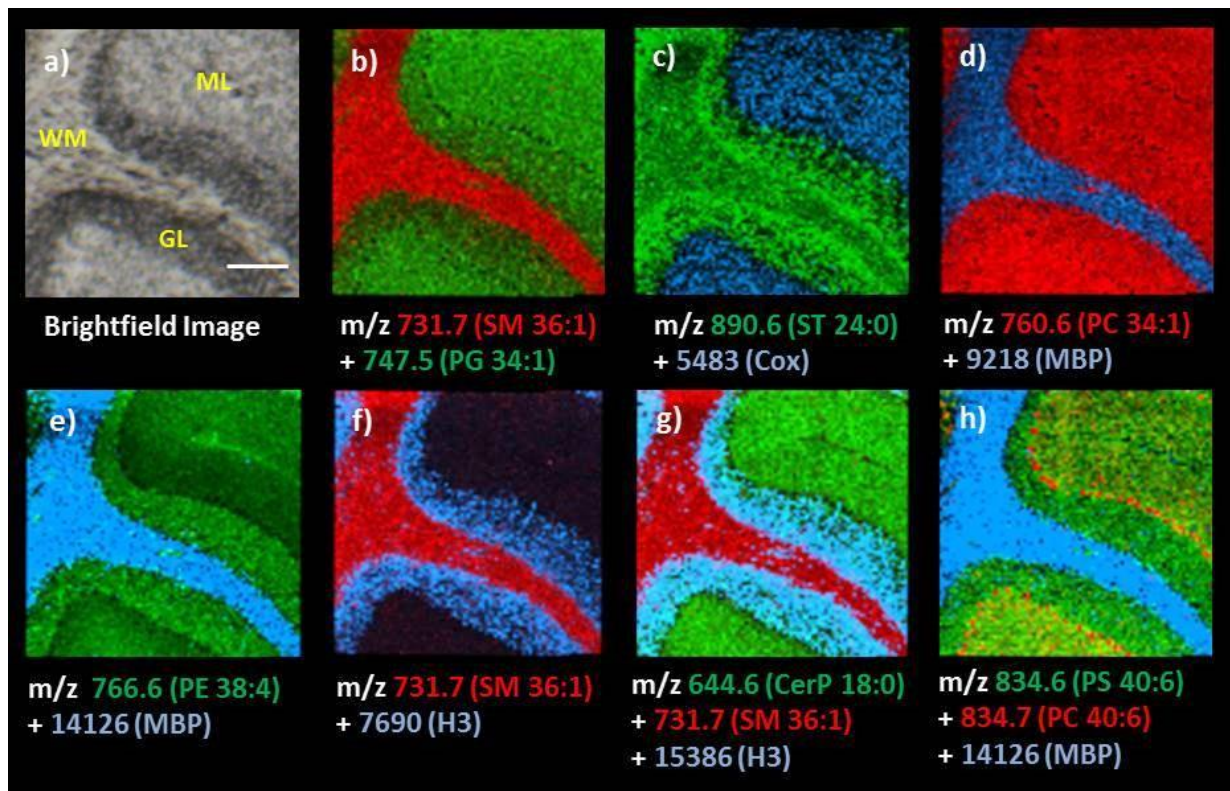 a)
ML
WM
GL
b)
c)
d)
Brightfield Image
m/z 731.7 (SM 36:1)
+ 747.5 (PG 34:1)
m/z 890.6 (ST 24:0)
+ 5483 (Cox)
m/z 760.6 (PC 34:1)
+ 9218 (MBP)
e)
f)
g)
h)
m/z 766.6 (PE 38:4)
+ 14126 (MBP)
m/z 731.7 (SM 36:1)
+ 7690 (H3)
m/z 644.6 (CerP 18:0)
+ 731.7 (SM 36:1)
+ 15386 (H3)
m/z 834.6 (PS 40:6)
+ 834.7 (PC 40:6)
+ 14126 (MBP)